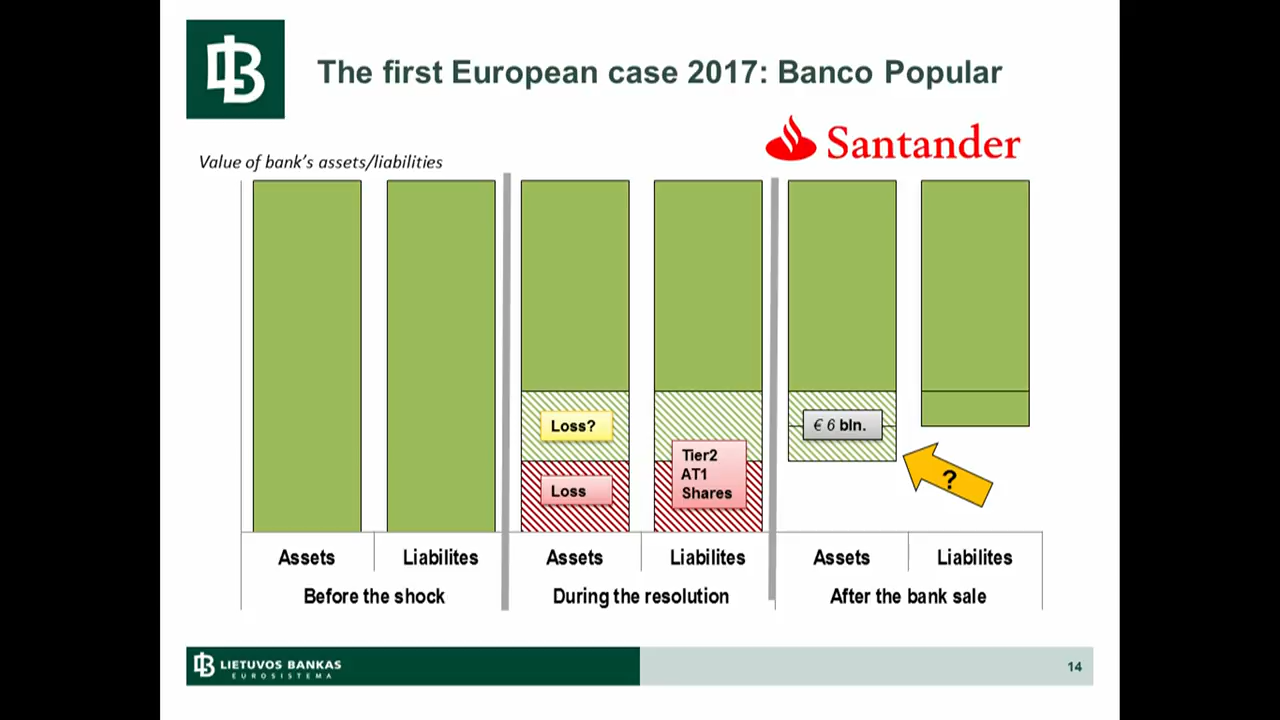 The first European case 2017: Banco Popular
Santander
Value of bank's assets/liabilities
Loss?
Loss
Tier2
AT1
Shares
€ 6 bln.
?
Assets
Liabilites
Assets
Liabilites
Assets
Liabilites
Before the shock
During the resolution
After the bank sale
LIETUVOS BANKAS
EUROSISTEMA
14